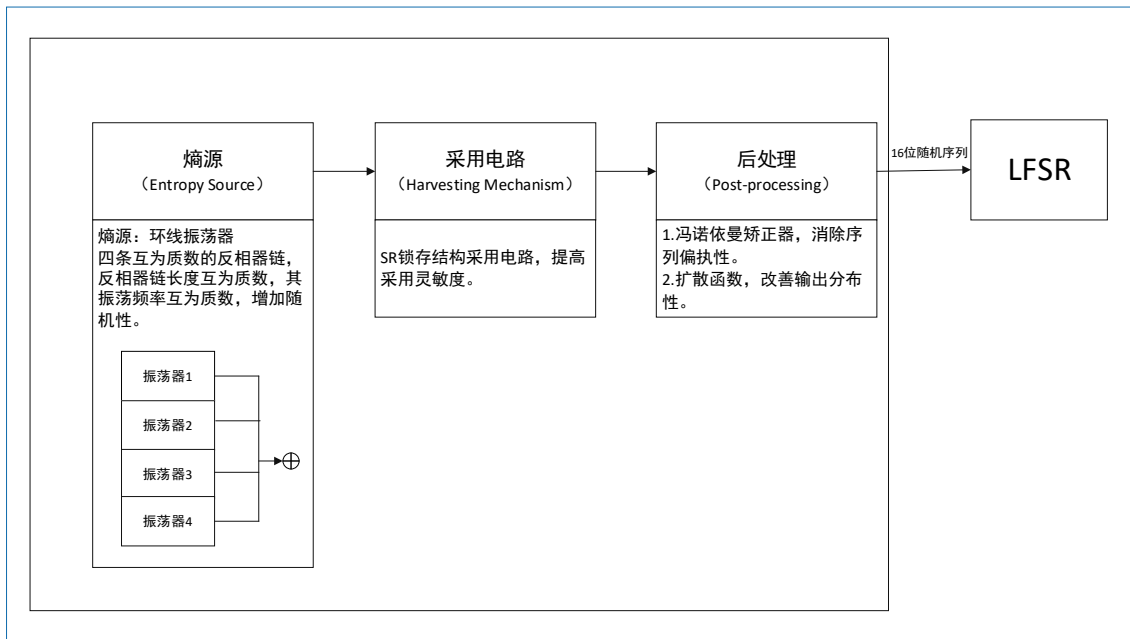 熵源
（Entropy Source）
熵源：环线振荡器
四条互为质数的反相器链，
反相器链长度互为质数，其
振荡频率互为质数，增加随
机性。
振荡器1
振荡器2
振荡器3
振荡器4
采用电路
（Harvesting Mechanism）
SR锁存结构采用电路，提高
采用灵敏度。
后处理
（Post-processing）
1.冯诺依曼矫正器，消除序
列偏执性。
2.扩散函数，改善输出分布
性。
16位随机序列
LFSR